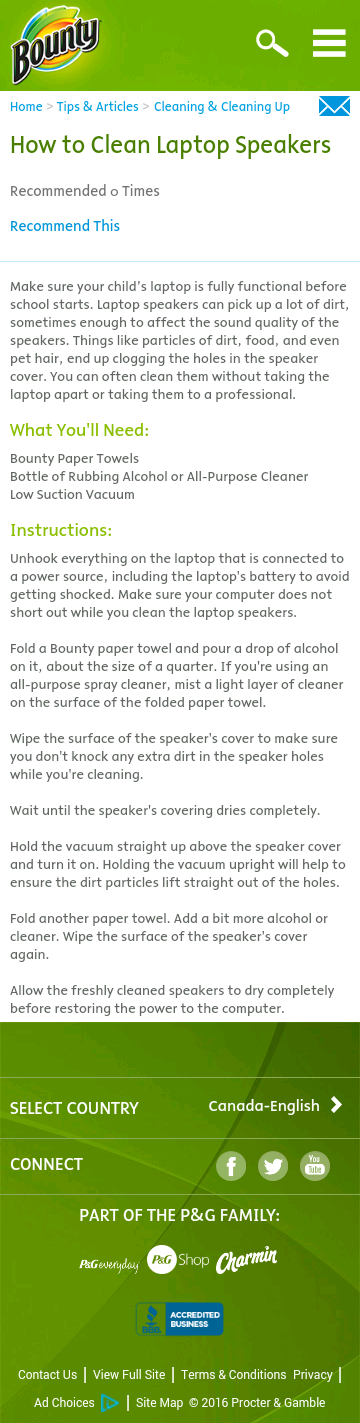 Bounty
Home > Tips & Articles > Cleaning & Cleaning Up
How to Clean Laptop Speakers
Recommended 0 Times
Recommend This
Make sure your child's laptop is fully functional before
school starts. Laptop speakers can pick up a lot of dirt,
sometimes enough to affect the sound quality of the
speakers. Things like particles of dirt, food, and even
pet hair, end up clogging the holes in the speaker
cover. You can often clean them without taking the
laptop apart or taking them to a professional.
What You'll Need:
Bounty Paper Towels
Bottle of Rubbing Alcohol or All-Purpose Cleaner
Low Suction Vacuum
Instructions:
Unhook everything on the laptop that is connected to
a power source, including the laptop's battery to avoid
getting shocked. Make sure your computer does not
short out while you clean the laptop speakers.
Fold a Bounty paper towel and pour a drop of alcohol
on it, about the size of a quarter. If you're using an
all-purpose spray cleaner, mist a light layer of cleaner
on the surface of the folded paper towel.
Wipe the surface of the speaker's cover to make sure
you don't knock any extra dirt in the speaker holes
while you're cleaning.
Wait until the speaker's covering dries completely.
Hold the vacuum straight up above the speaker cover
and turn it on. Holding the vacuum upright will help to
ensure the dirt particles lift straight out of the holes.
Fold another paper towel. Add a bit more alcohol or
cleaner. Wipe the surface of the speaker's cover
again.
Allow the freshly cleaned speakers to dry completely
before restoring the power to the computer.
SELECT COUNTRY Canada-English
CONNECT f You Tube
PART OF THE P&G FAMILY:
P&G everyday P&G Shop Charmin
BBB ACCREDITED BUSINESS
Contact Us | View Full Site | Terms & Conditions Privacy |
Ad Choices | Site Map © 2016 Procter & Gamble